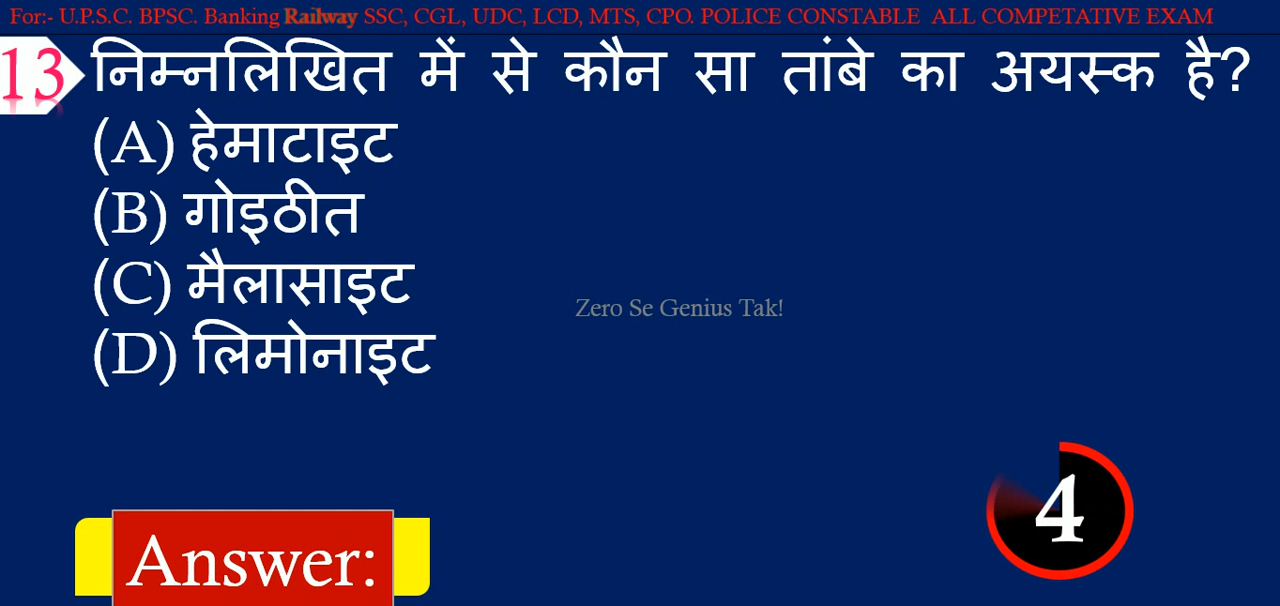 For:- U.P.S.C. BPSC. Banking Railway SSC, CGL, UDC, LCD, MTS, CPO. POLICE CONSTABLE ALL COMPETATIVE EXAM
13 निम्नलिखित में से कौन सा तांबे का अयस्क है?
(A) हेमाटाइट
(B) गोइठीत
(C) मैलासाइट
Zero Se Genius Tak!
(D) लिमोनाइट
4
Answer: